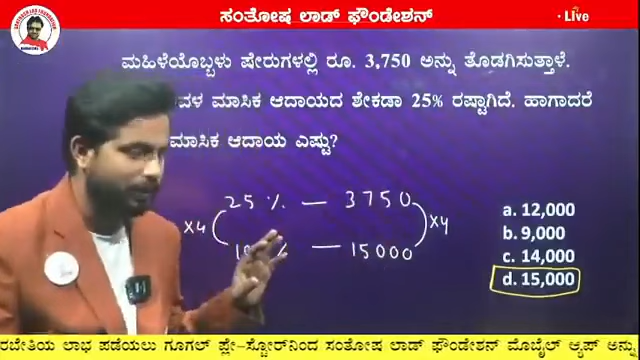 ಸಂತೋಷ ಲಾಡ್ ಫೌಂಡೇಶನ್
Live
ಮಹಿಳೆಯೊಬ್ಬಳು ಷೇರುಗಳಲ್ಲಿ ರೂ. 3,750 ಅನ್ನು ತೊಡಗಿಸುತ್ತಾಳೆ.
ಮಾಸಿಕ ಆದಾಯದ ಶೇಕಡಾ 25% ರಷ್ಟಾಗಿದೆ. ಹಾಗಾದರೆ
ಮಾಸಿಕ ಆದಾಯ ಎಷ್ಟು?
25 % — 3750
x4 x4
— 15000
a. 12,000
b. 9,000
c. 14,000
d. 15,000
ಲಾಭ ಪಡೆಯಲು ಗೂಗಲ್ ಪ್ಲೇ-ಸ್ಟೋರ್‌ನಿಂದ ಸಂತೋಷ ಲಾಡ್ ಫೌಂಡೇಶನ್ ಮೊಬೈಲ್ ಆ್ಯಪ್ ಅನ್ನು